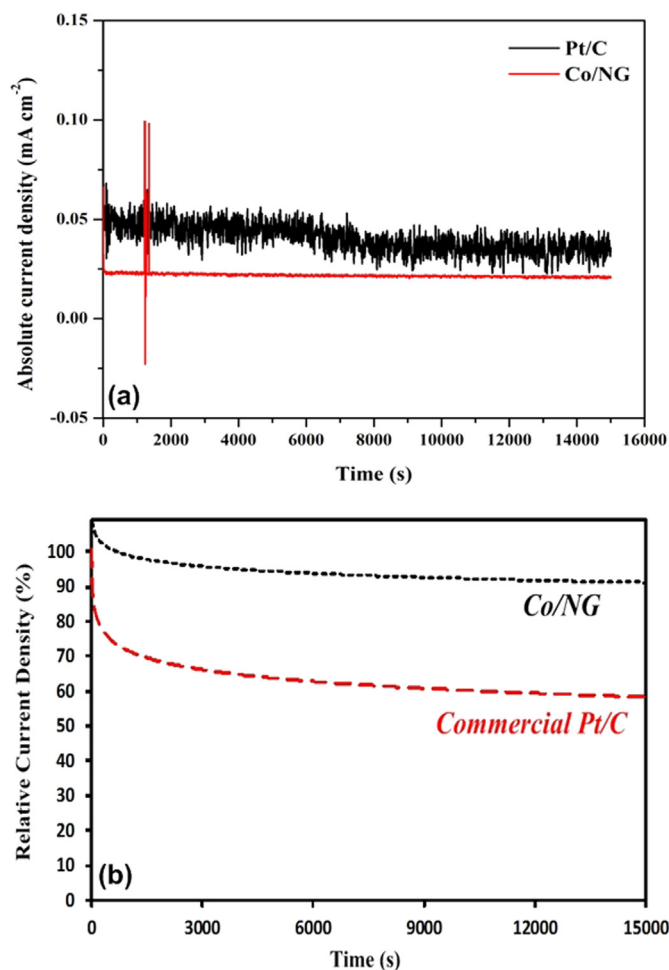 0.15
Pt/C
Co/NG
0.10
0.05
0.00
-0.05
Absolute current density (mA cm⁻²)
(a)
0 2000 4000 6000 8000 10000 12000 14000 16000
Time (s)
100
90
80
70
60
50
40
30
20
10
0
Relative Current Density (%)
Co/NG
Commercial Pt/C
(b)
0 3000 6000 9000 12000 15000
Time (s)